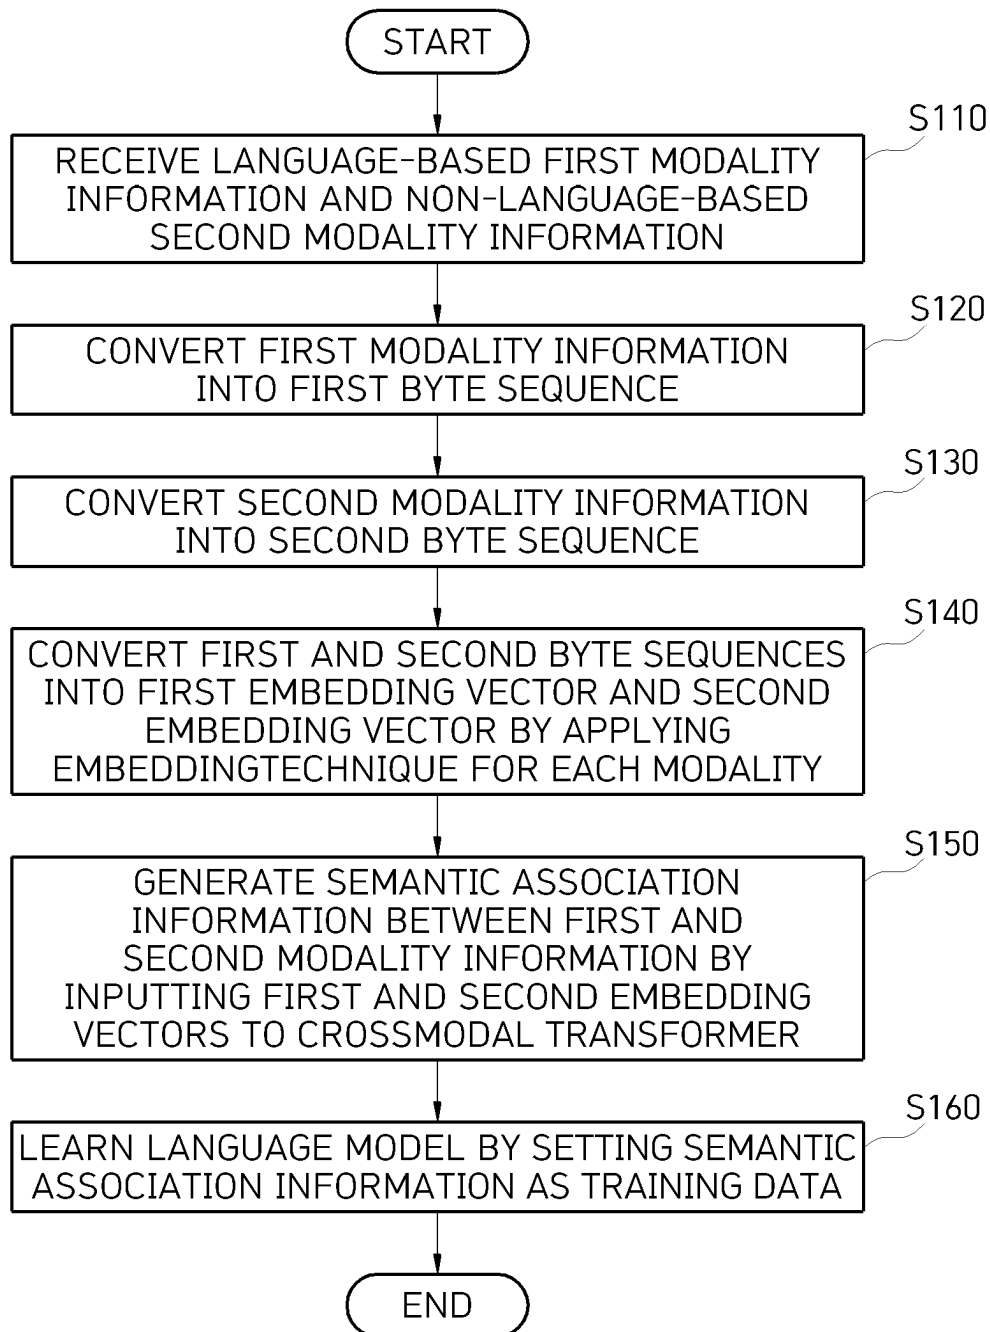 START
S110
RECEIVE LANGUAGE-BASED FIRST MODALITY
INFORMATION AND NON-LANGUAGE-BASED
SECOND MODALITY INFORMATION
S120
CONVERT FIRST MODALITY INFORMATION
INTO FIRST BYTE SEQUENCE
S130
CONVERT SECOND MODALITY INFORMATION
INTO SECOND BYTE SEQUENCE
S140
CONVERT FIRST AND SECOND BYTE SEQUENCES
INTO FIRST EMBEDDING VECTOR AND SECOND
EMBEDDING VECTOR BY APPLYING
EMBEDDINGTECHNIQUE FOR EACH MODALITY
S150
GENERATE SEMANTIC ASSOCIATION
INFORMATION BETWEEN FIRST AND
SECOND MODALITY INFORMATION BY
INPUTTING FIRST AND SECOND EMBEDDING
VECTORS TO CROSSMODAL TRANSFORMER
S160
LEARN LANGUAGE MODEL BY SETTING SEMANTIC
ASSOCIATION INFORMATION AS TRAINING DATA
END